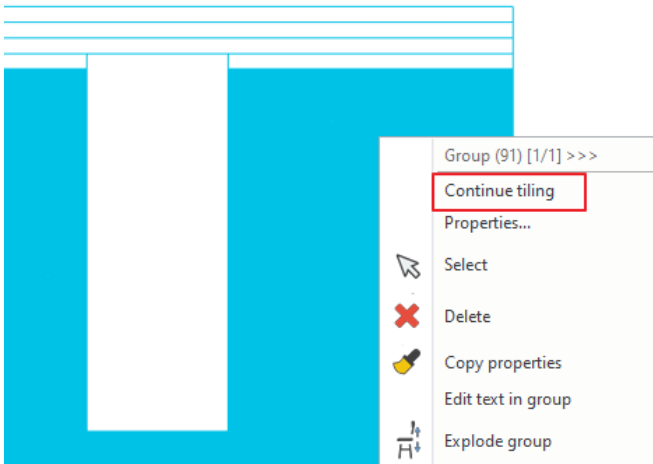 Group (91) [1/1] >>>
Continue tiling
Properties...
Select
Delete
Copy properties
Edit text in group
Explode group